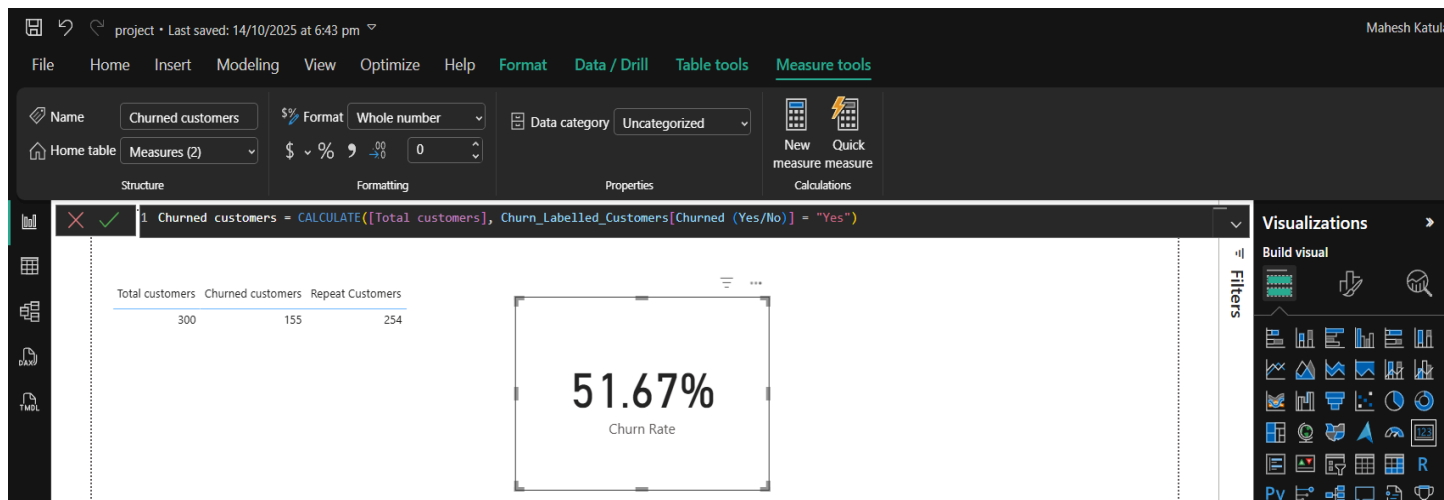 project • Last saved: 14/10/2025 at 6:43 pm
Mahesh Katula
File Home Insert Modeling View Optimize Help Format Data / Drill Table tools Measure tools
Name Churned customers
Format Whole number
Data category Uncategorized
Home table Measures (2)
$ % 0
New measure
Quick measure
Structure Formatting Properties Calculations
1 Churned customers = CALCULATE([Total customers], Churn_Labelled_Customers[Churned (Yes/No)] = "Yes")
Visualizations
Build visual
Filters
Total customers Churned customers Repeat Customers
300 155 254
51.67%
Churn Rate
DAX
TMDL
123
R
Py